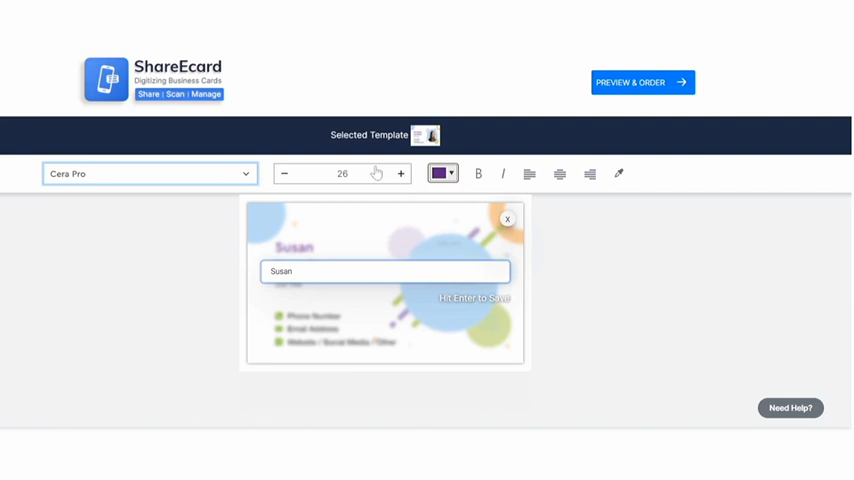 ShareEcard
Digitizing Business Cards
Share | Scan | Manage
PREVIEW & ORDER
Selected Template
Cera Pro
− 26 +
B I
x
Susan
Susan
Hit Enter to Save
Phone Number
Email Address
Website / Social Media / Other
Need Help?